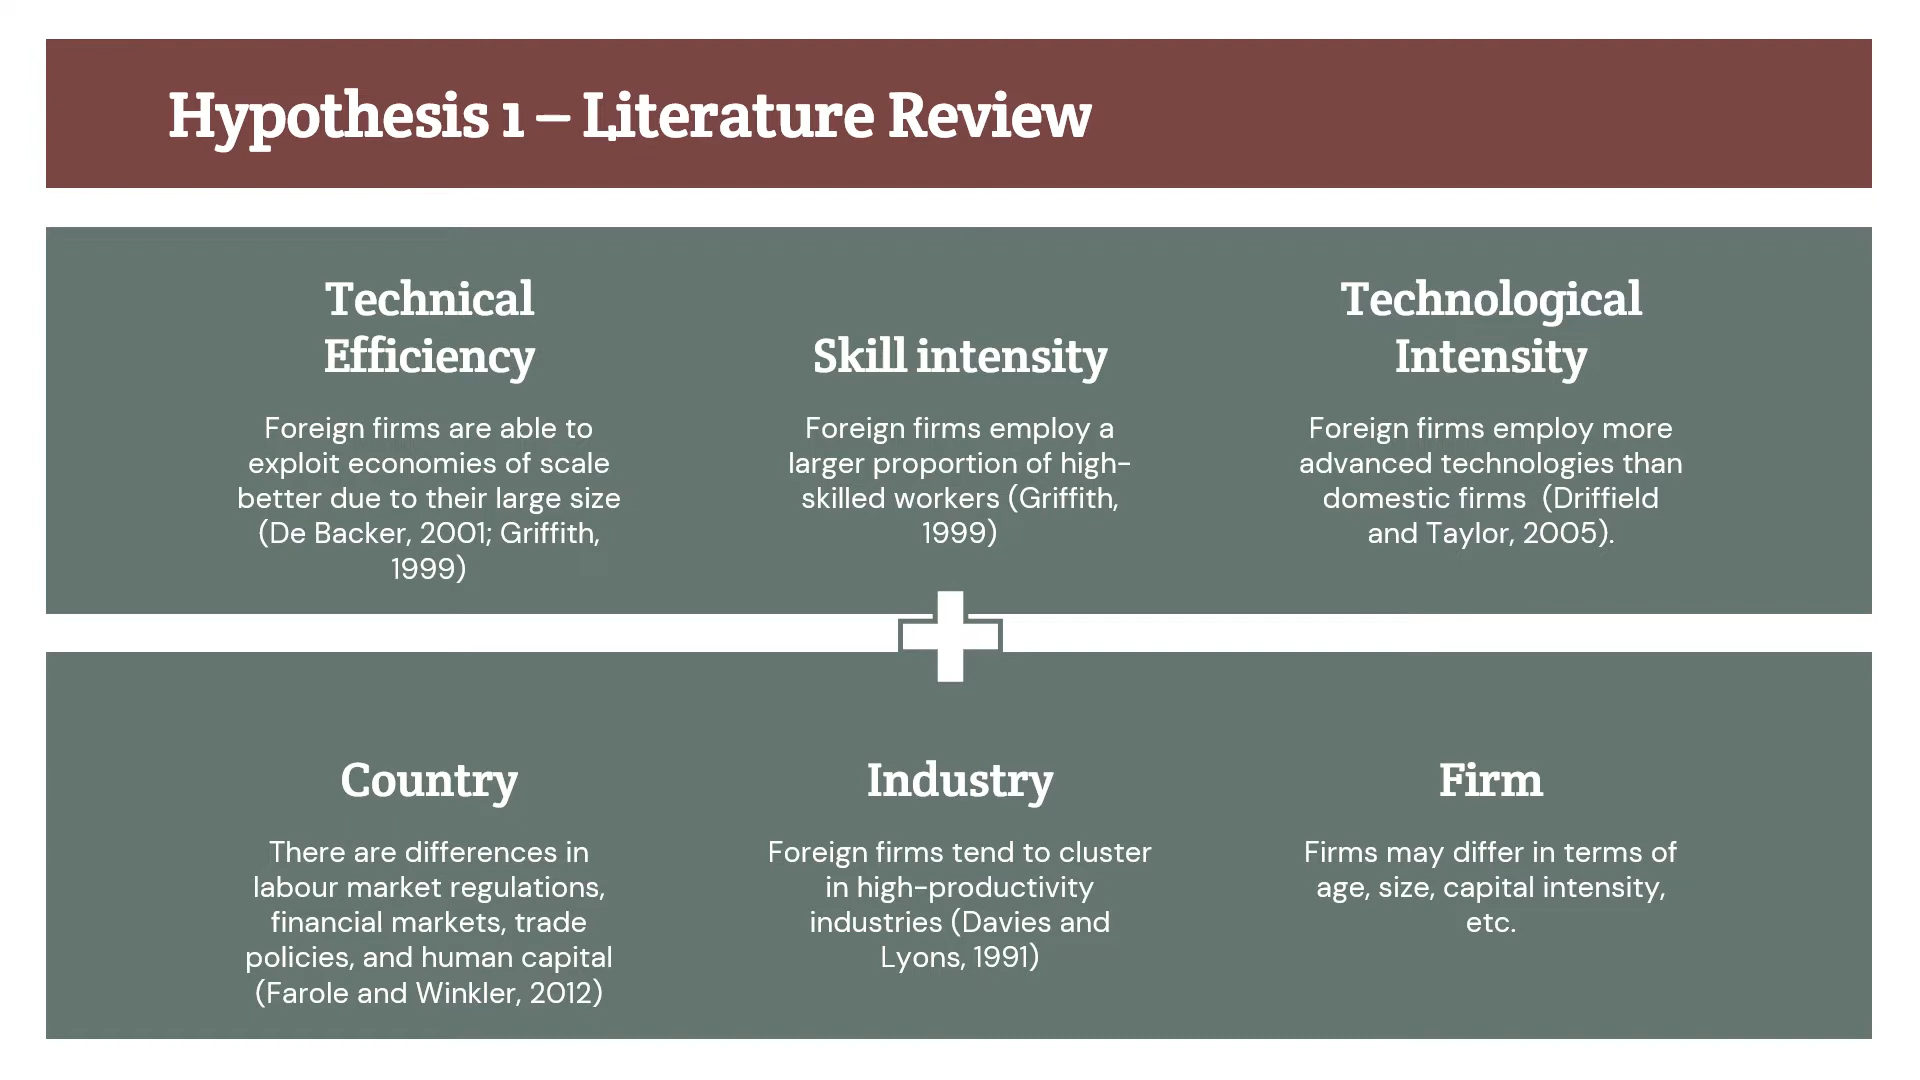 Hypothesis 1 – Literature Review
Technical
Efficiency
Foreign firms are able to
exploit economies of scale
better due to their large size
(De Backer, 2001; Griffith,
1999)
Skill intensity
Foreign firms employ a
larger proportion of high-
skilled workers (Griffith,
1999)
Technological
Intensity
Foreign firms employ more
advanced technologies than
domestic firms  (Driffield
and Taylor, 2005).
Country
There are differences in
labour market regulations,
financial markets, trade
policies, and human capital
(Farole and Winkler, 2012)
Industry
Foreign firms tend to cluster
in high-productivity
industries (Davies and
Lyons, 1991)
Firm
Firms may differ in terms of
age, size, capital intensity,
etc.